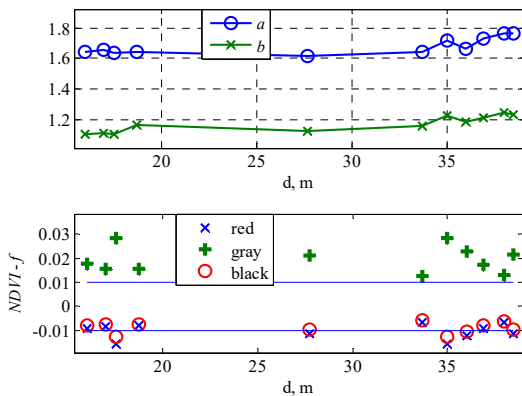 1.8
a
b
1.6
1.4
1.2
20 25 30 35
d, m
NDVI - f
0.03
0.02
0.01
0
-0.01
red
gray
black
20 25 30 35
d, m